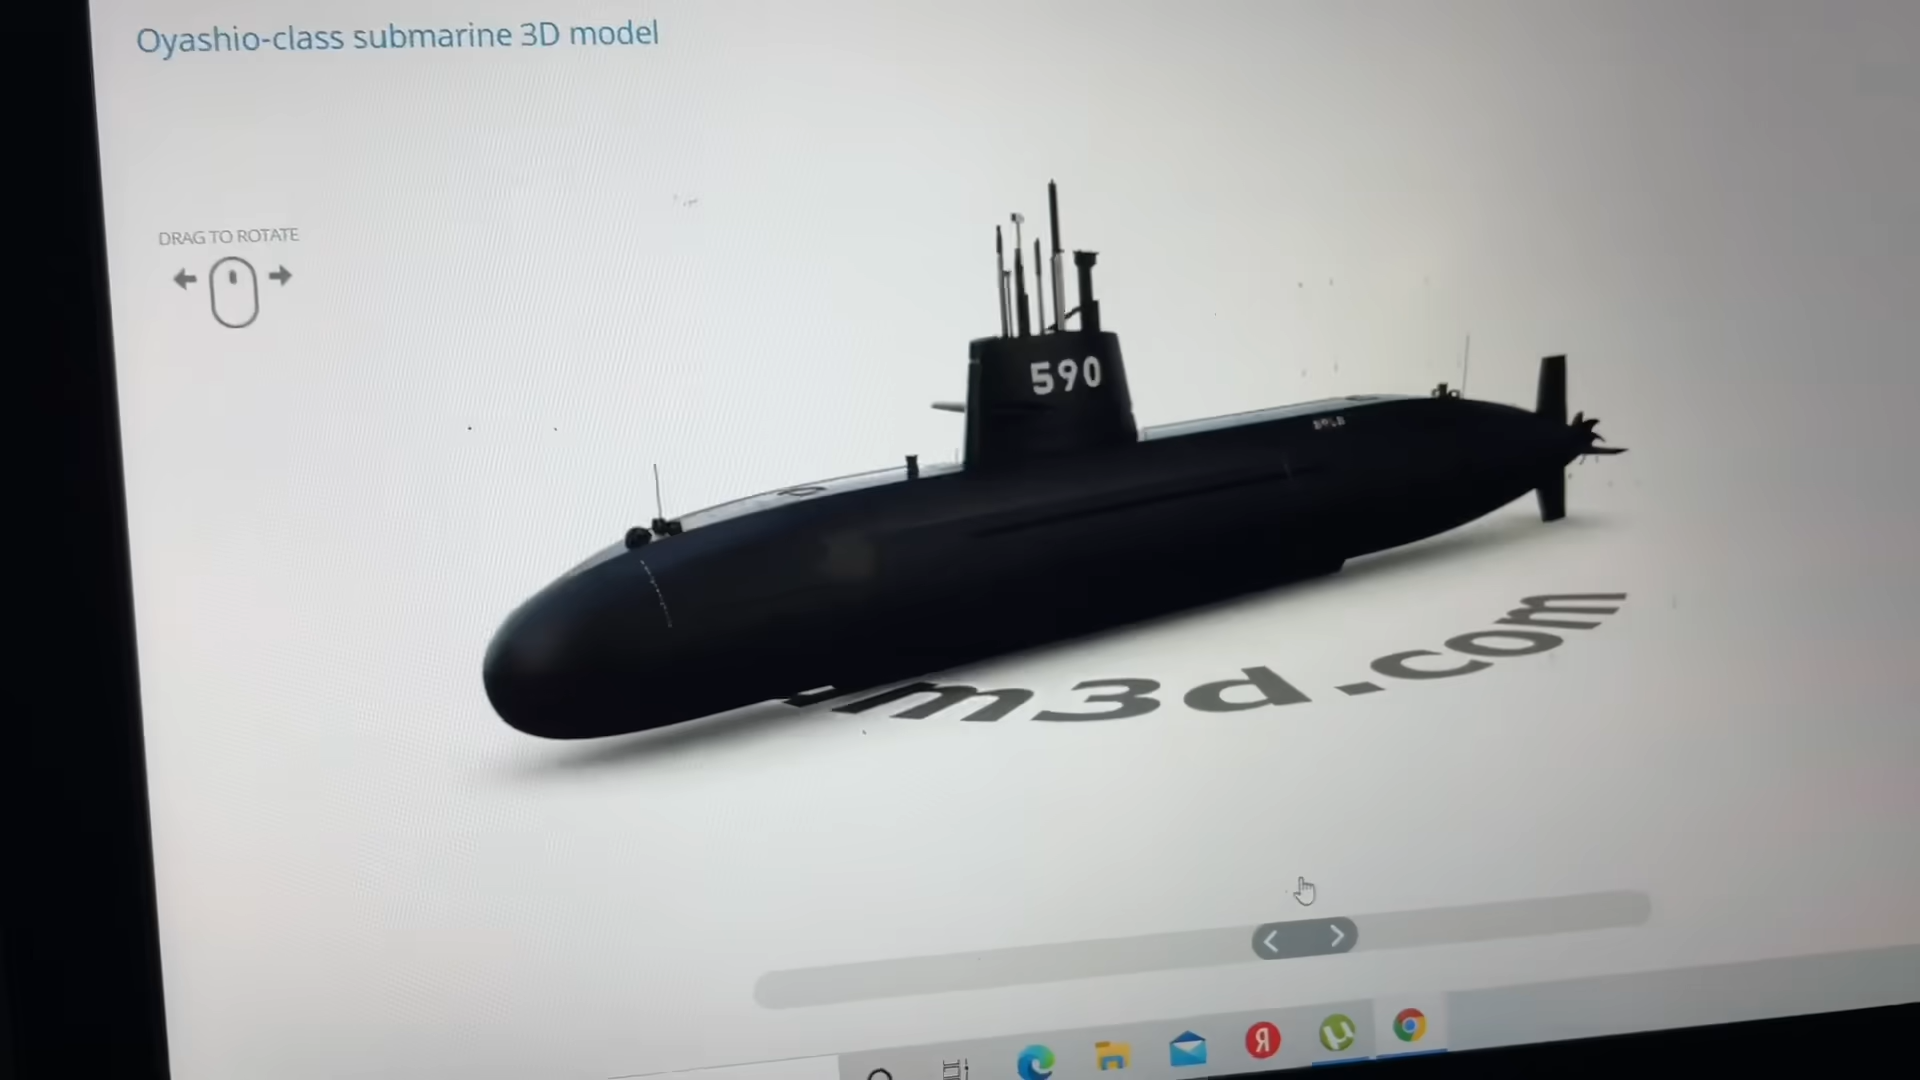 Oyashio-class submarine 3D model
DRAG TO ROTATE
590
m3d.com
Я